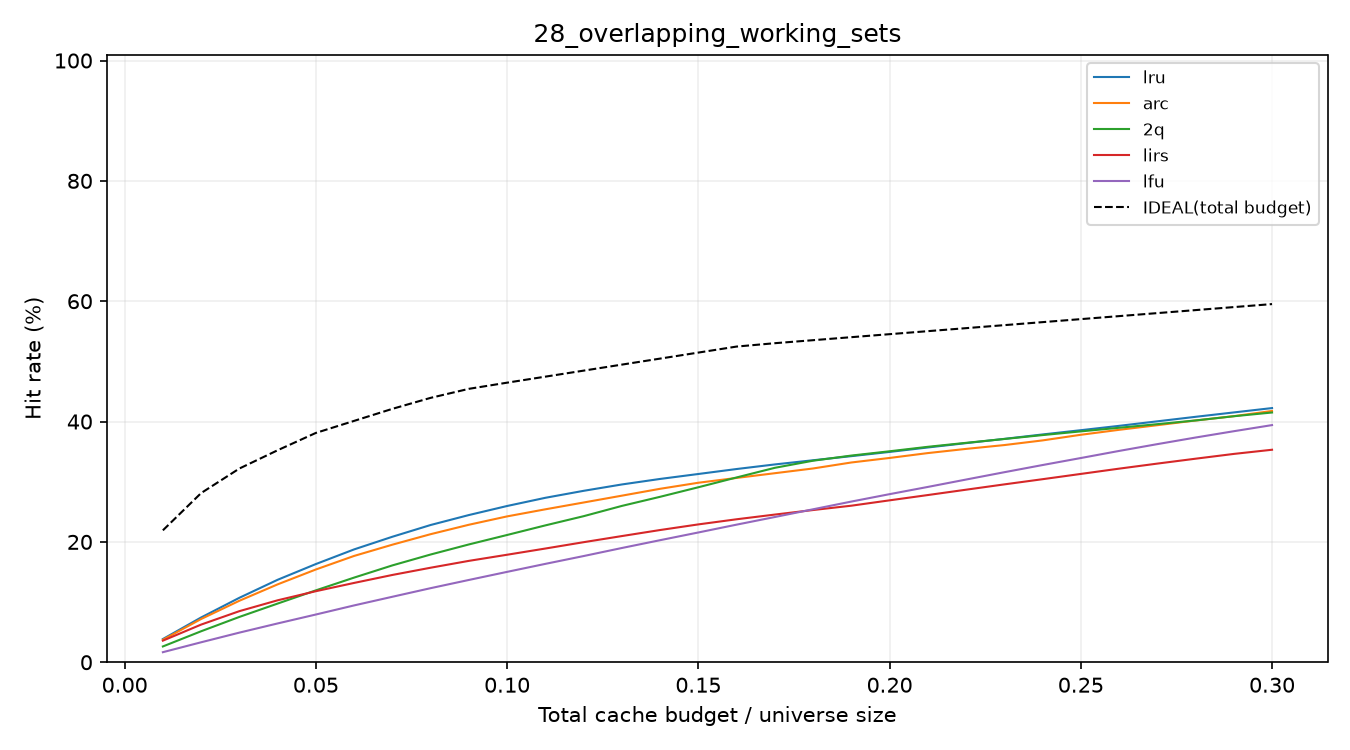 28_overlapping_working_sets
100
80
60
40
20
0
Hit rate (%)
0.00 0.05 0.10 0.15 0.20 0.25 0.30
Total cache budget / universe size
lru
arc
2q
lirs
lfu
IDEAL(total budget)